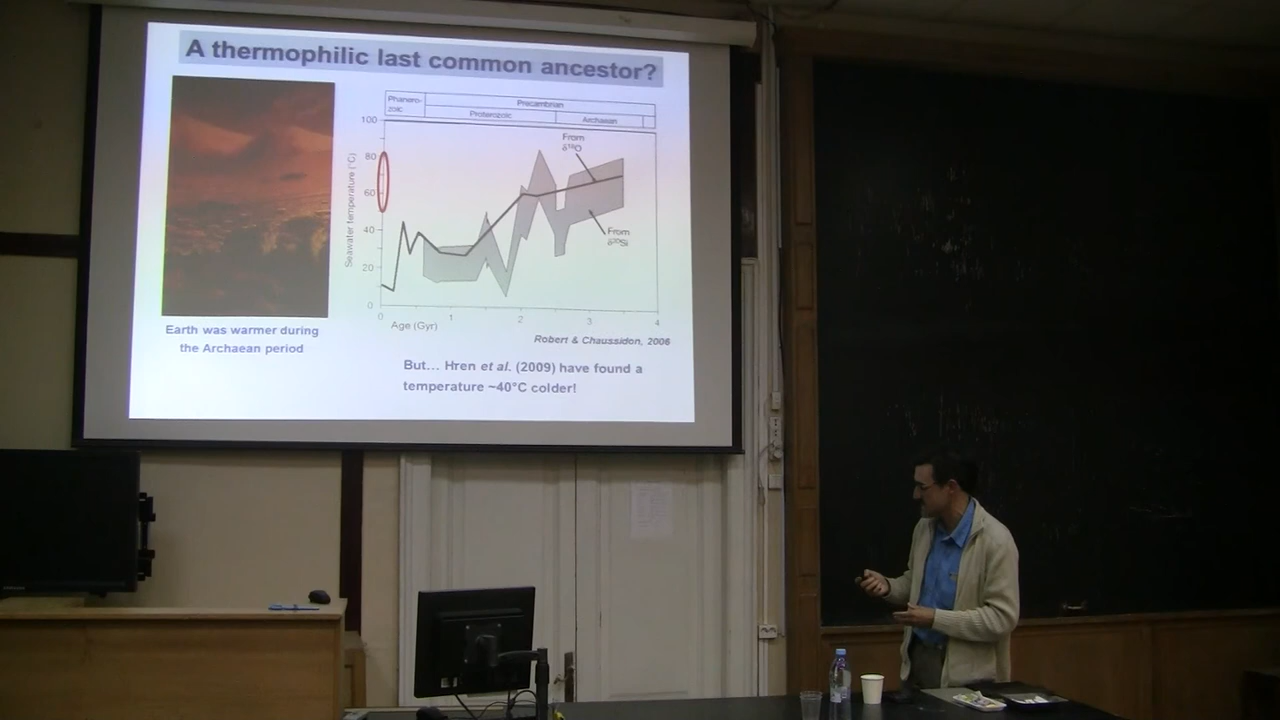 A thermophilic last common ancestor?
Phanero-
zoic
Precambrian
Proterozoic
Archaean
100
80
60
40
20
0
Seawater temperature (°C)
From
δ¹⁸O
From
δ³⁰Si
0
1
2
3
4
Age (Gyr)
Robert & Chaussidon, 2006
Earth was warmer during
the Archaean period
But... Hren et al. (2009) have found a
temperature ~40°C colder!